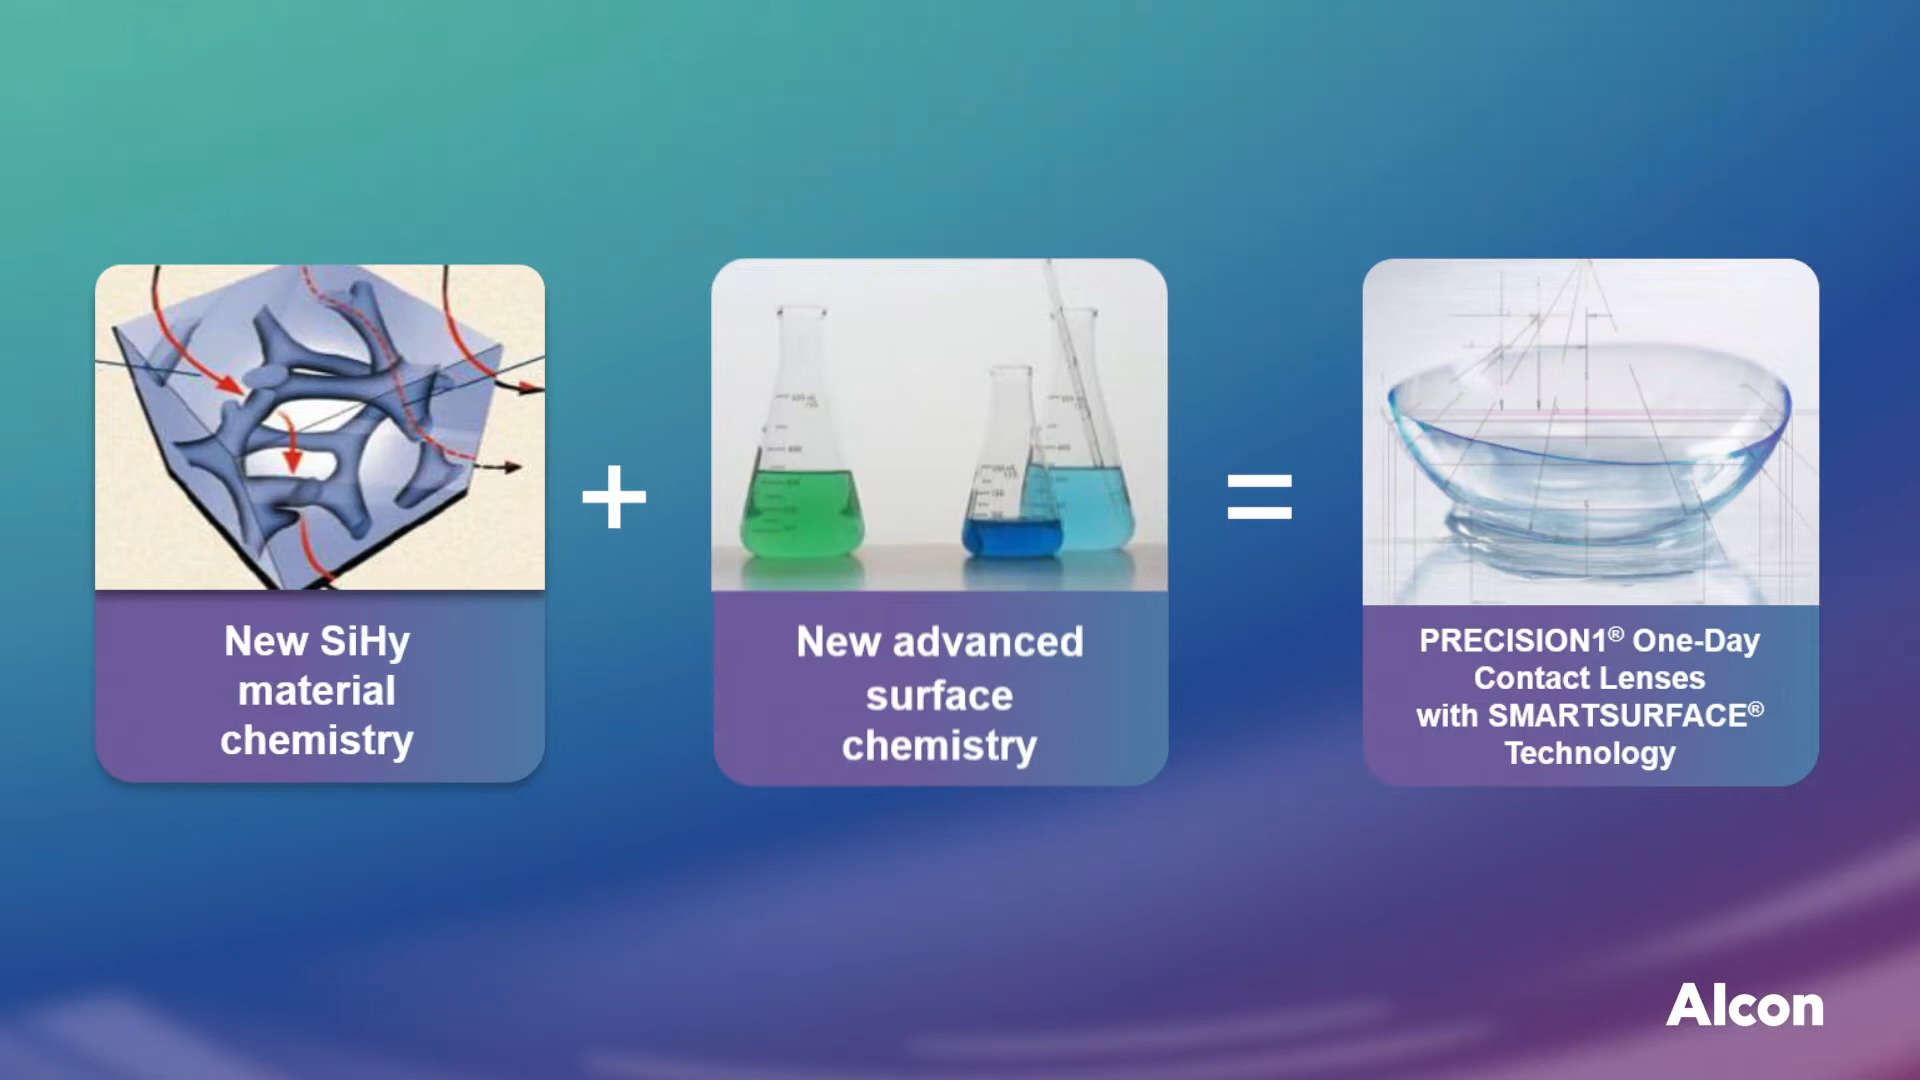 New SiHy
material
chemistry
+
New advanced
surface
chemistry
=
PRECISION1® One-Day
Contact Lenses
with SMARTSURFACE®
Technology
Alcon